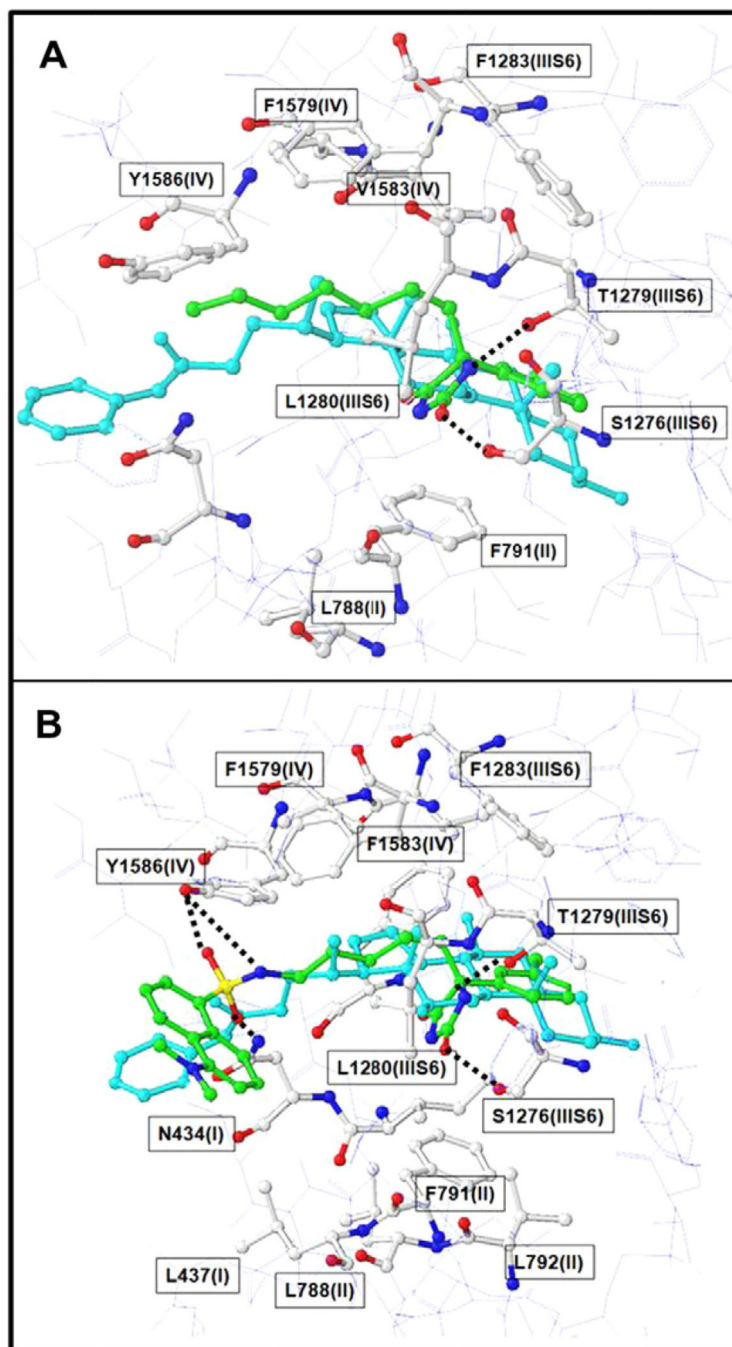 A
F1283(IIIS6)
F1579(IV)
Y1586(IV)
V1583(IV)
T1279(IIIS6)
L1280(IIIS6)
S1276(IIIS6)
F791(II)
L788(II)
B
F1579(IV)
F1283(IIIS6)
Y1586(IV)
F1583(IV)
T1279(IIIS6)
L1280(IIIS6)
S1276(IIIS6)
N434(I)
F791(II)
L437(I)
L788(II)
L792(II)